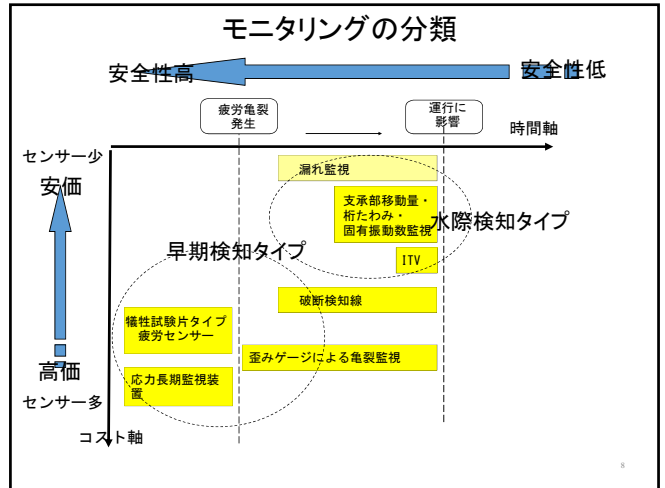 モニタリングの分類
安全性高
安全性低
疲労亀裂
発生
運行に
影響
時間軸
センサー少
安価
漏れ監視
支承部移動量・
桁たわみ・
固有振動数監視
水際検知タイプ
早期検知タイプ
ITV
破断検知線
犠牲試験片タイプ
疲労センサー
歪みゲージによる亀裂監視
高価
応力長期監視装
置
センサー多
コスト軸
8